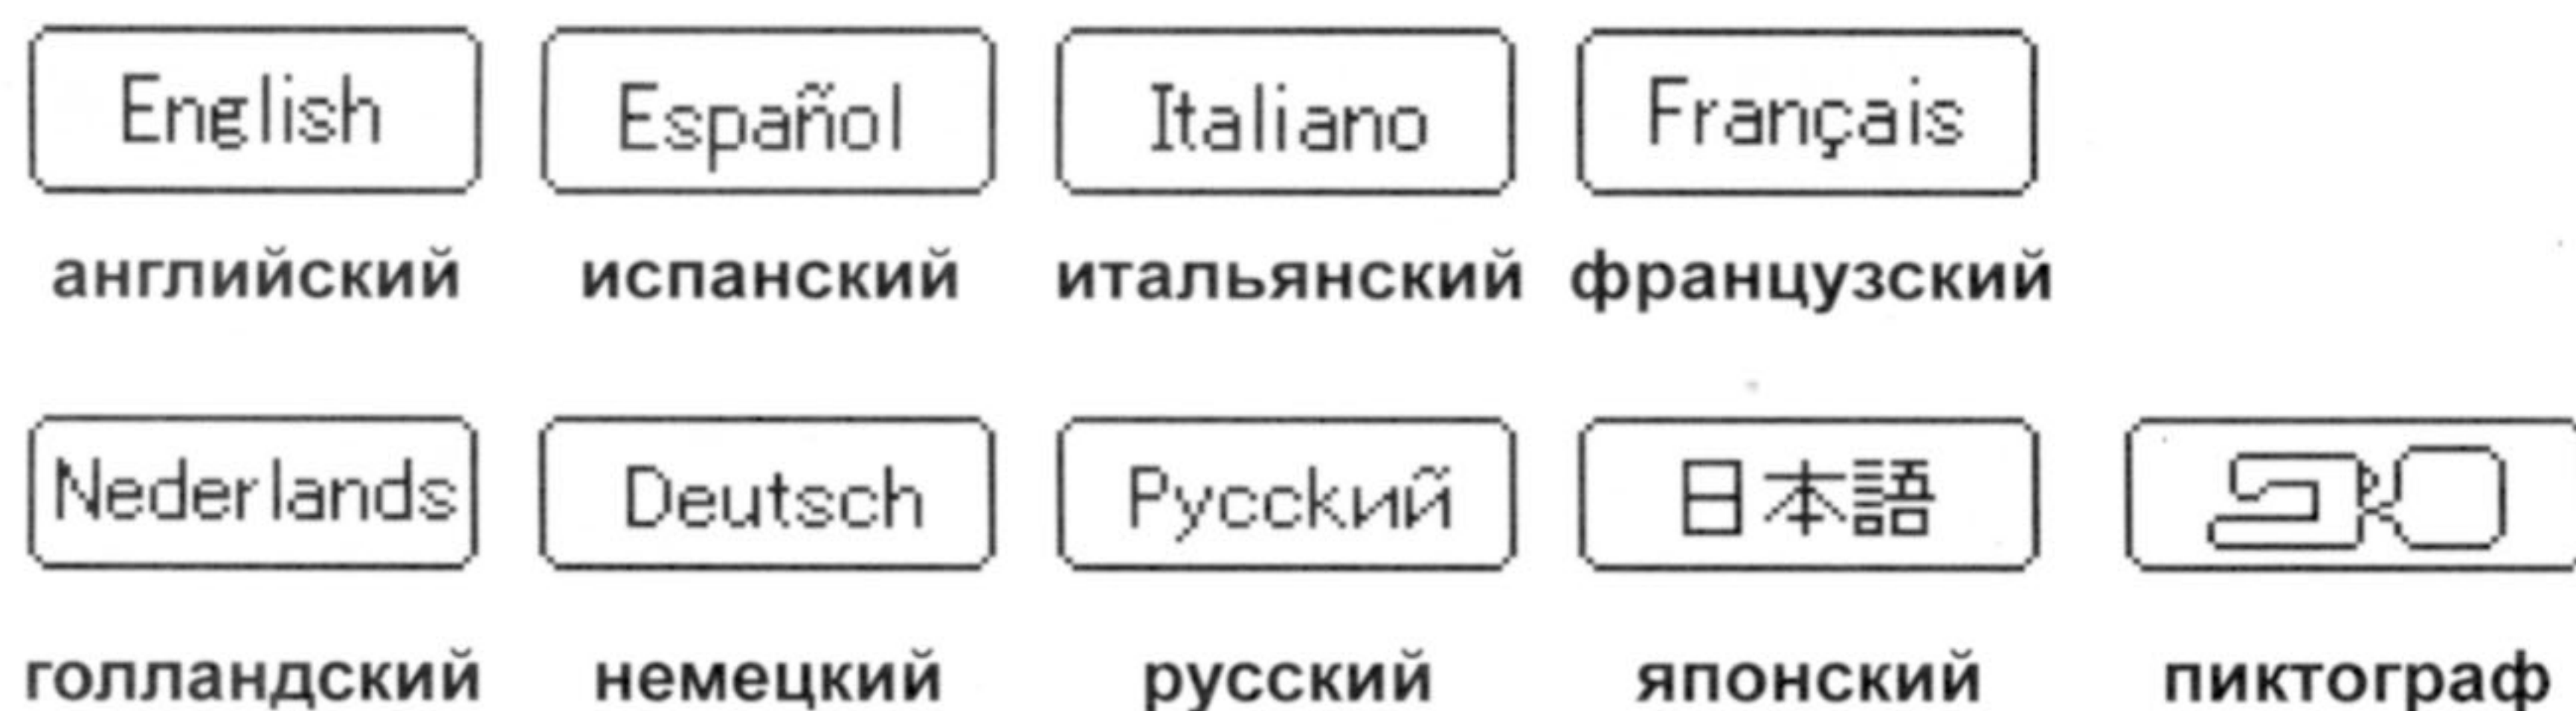 English Español Italiano Français
английский испанский итальянский французский
Nederlands Deutsch Русский 日本語
голландский немецкий русский японский пиктограф